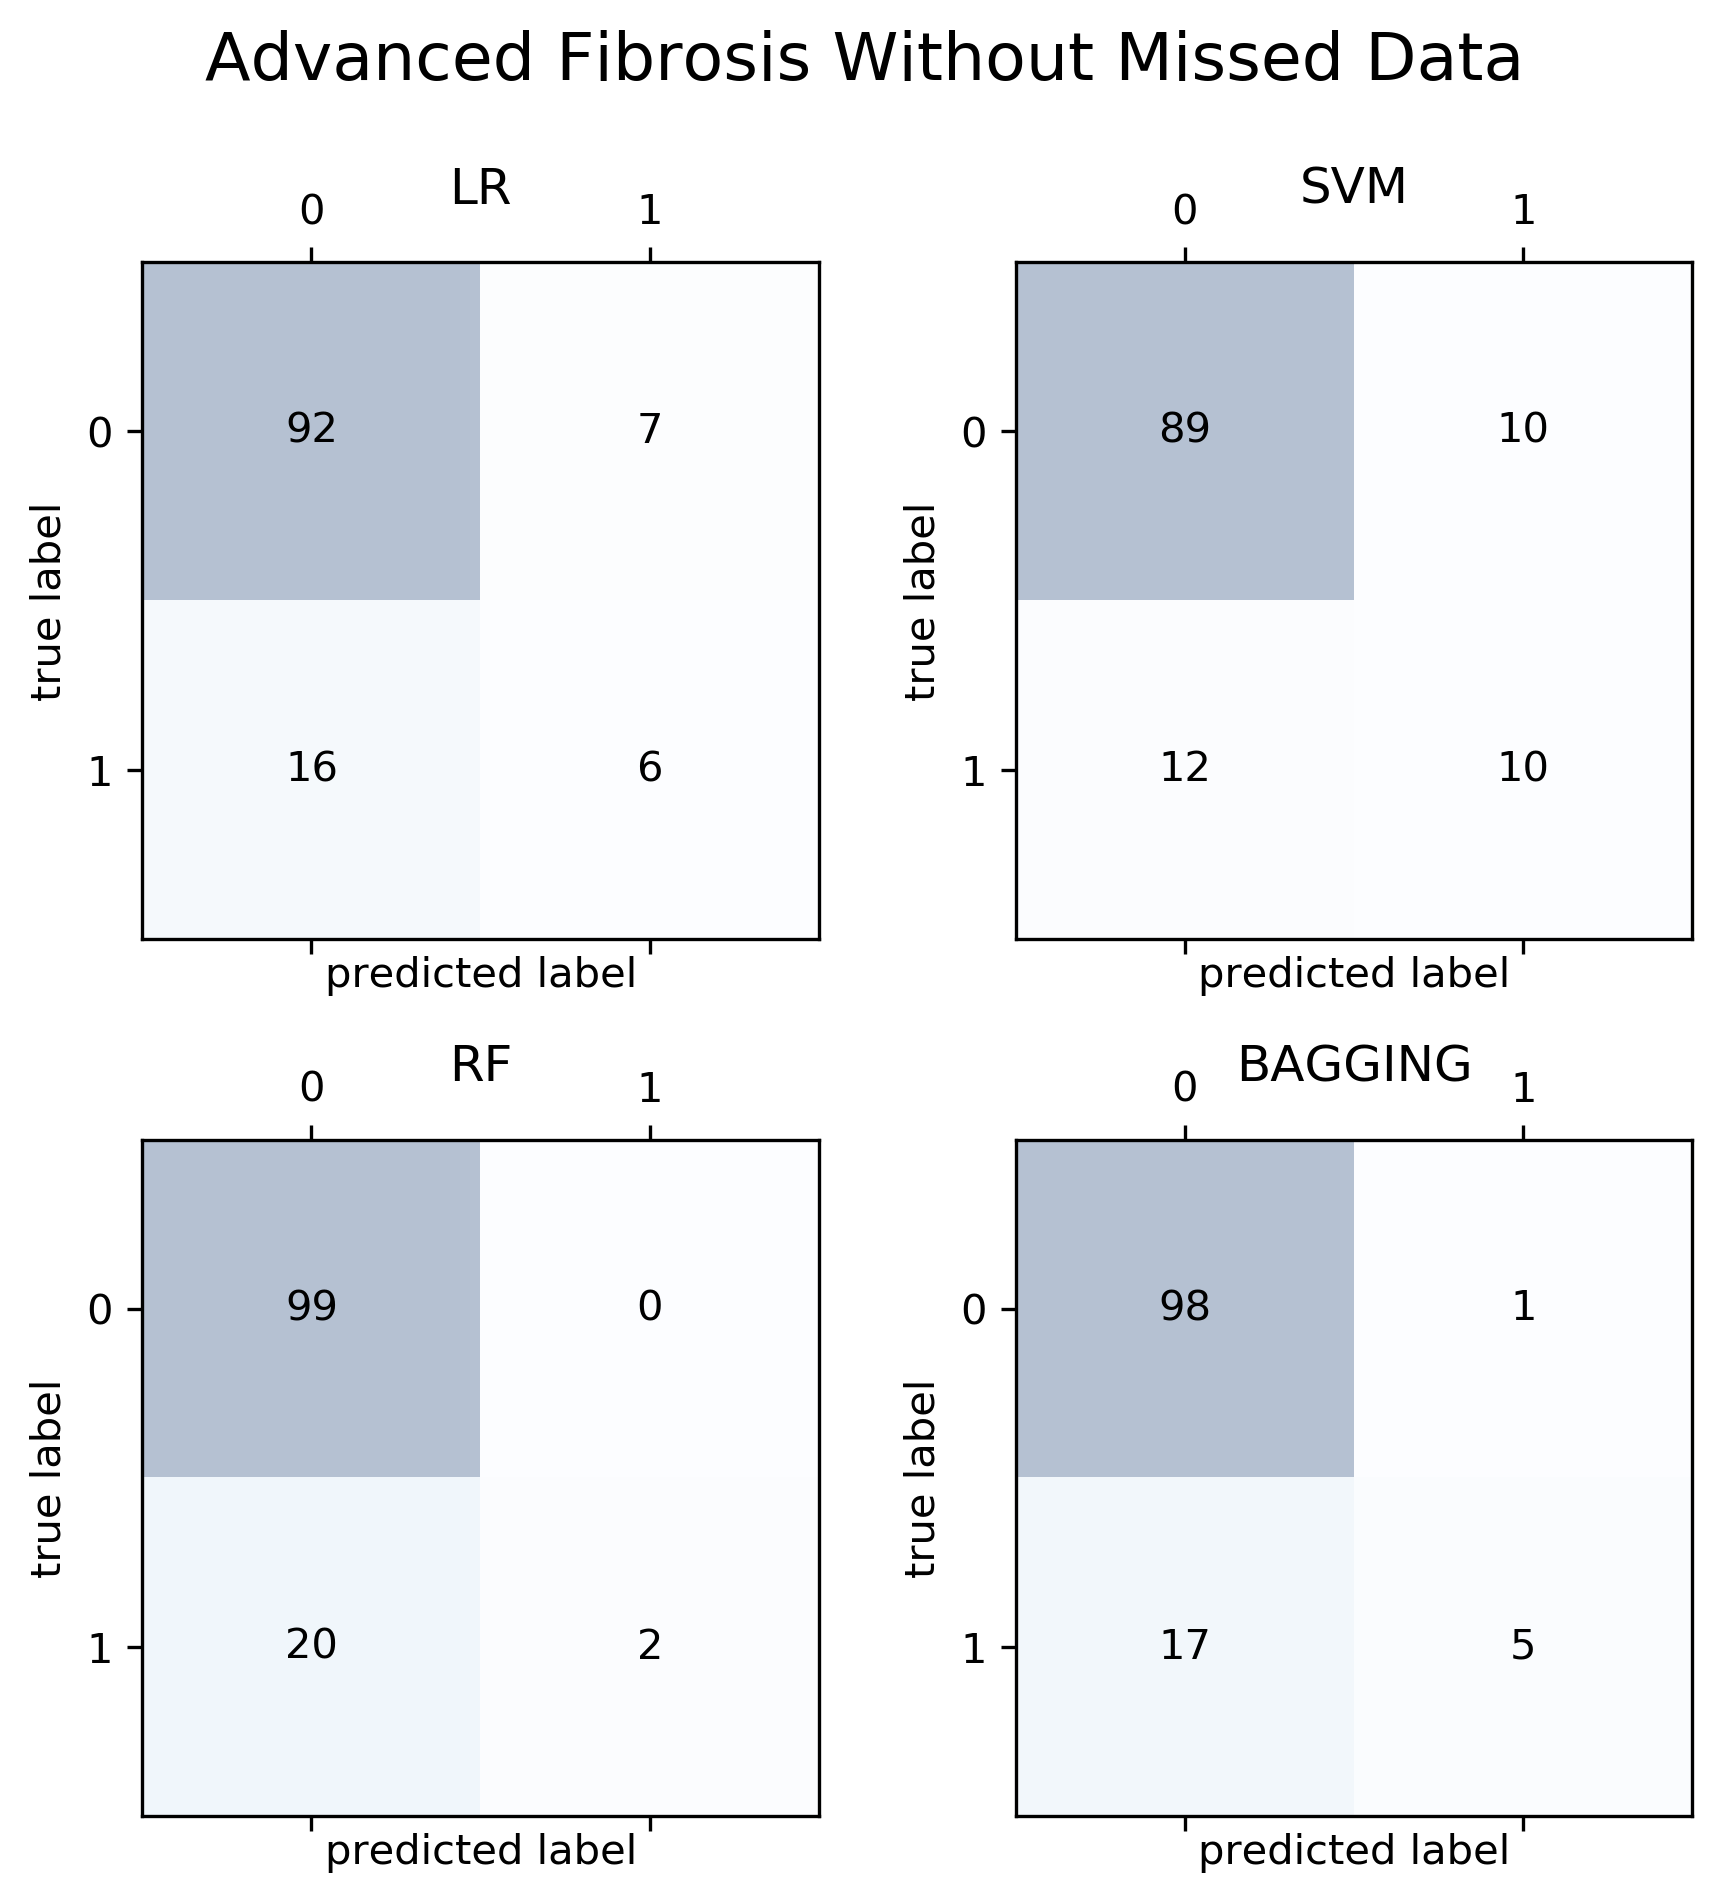 Advanced Fibrosis Without Missed Data
LR
0 1
0 92 7
1 16 6
true label
predicted label
SVM
0 1
0 89 10
1 12 10
true label
predicted label
RF
0 1
0 99 0
1 20 2
true label
predicted label
BAGGING
0 1
0 98 1
1 17 5
true label
predicted label